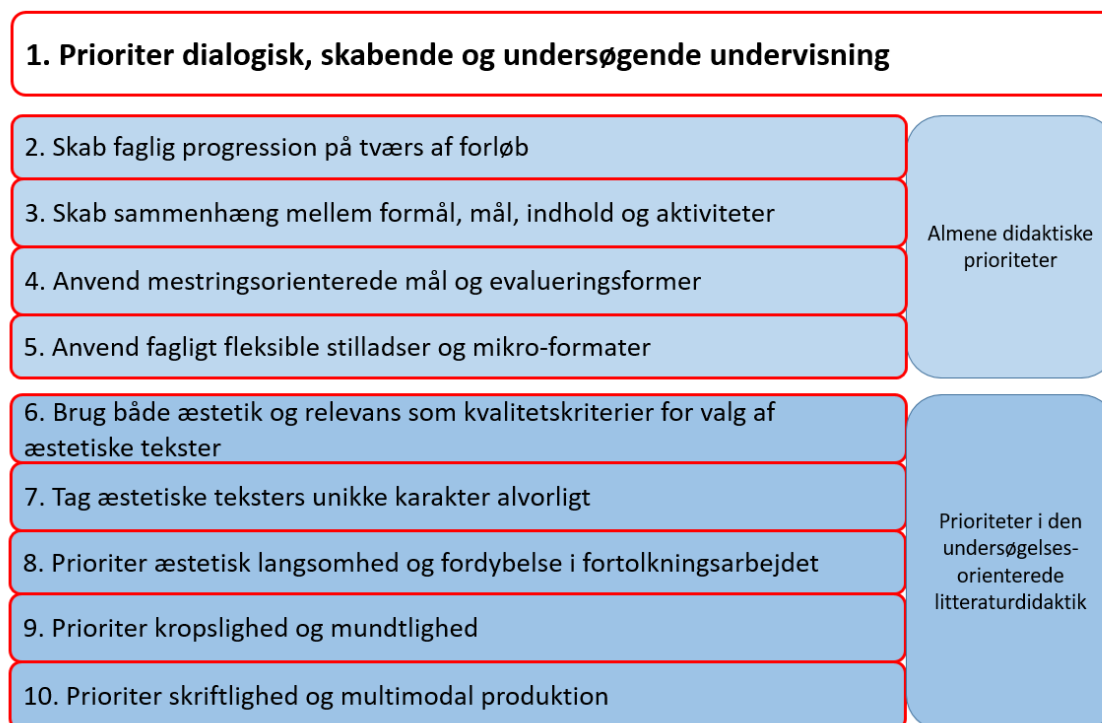 1. Prioriter dialogisk, skabende og undersøgende undervisning
2. Skab faglig progression på tværs af forløb
3. Skab sammenhæng mellem formål, mål, indhold og aktiviteter
4. Anvend mestringsorienterede mål og evalueringsformer
5. Anvend fagligt fleksible stilladser og mikro-formater
Almene didaktiske
prioriteter
6. Brug både æstetik og relevans som kvalitetskriterier for valg af
æstetiske tekster
7. Tag æstetiske teksters unikke karakter alvorligt
8. Prioriter æstetisk langsomhed og fordybelse i fortolkningsarbejdet
9. Prioriter kropslighed og mundtlighed
10. Prioriter skriftlighed og multimodal produktion
Prioriteter i den
undersøgelses-
orienterede
litteraturdidaktik